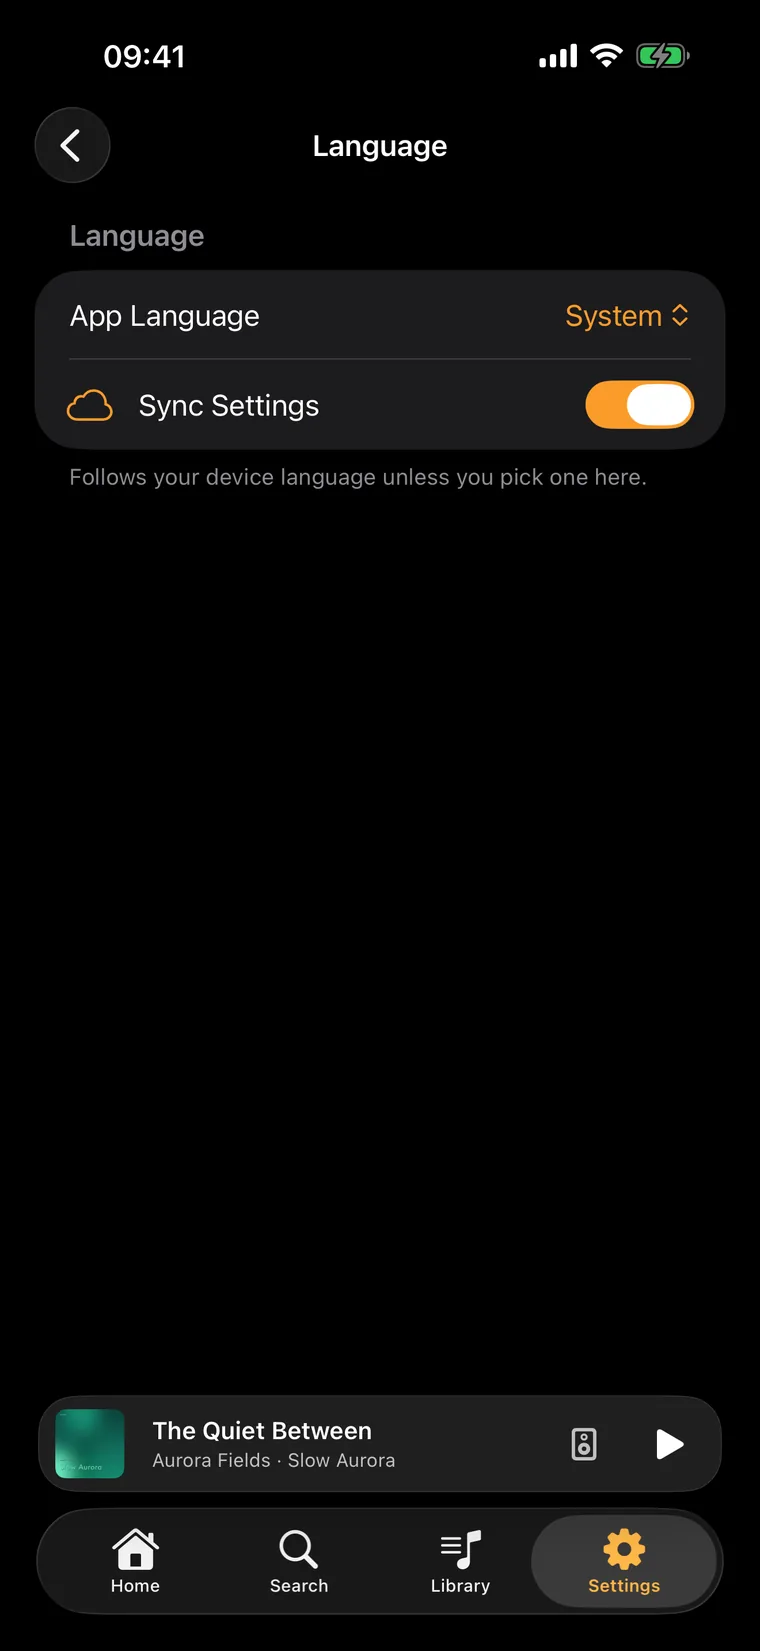 09:41
Language
Language
App Language
System
Sync Settings
Follows your device language unless you pick one here.
The Quiet Between
Aurora Fields · Slow Aurora
Home
Search
Library
Settings